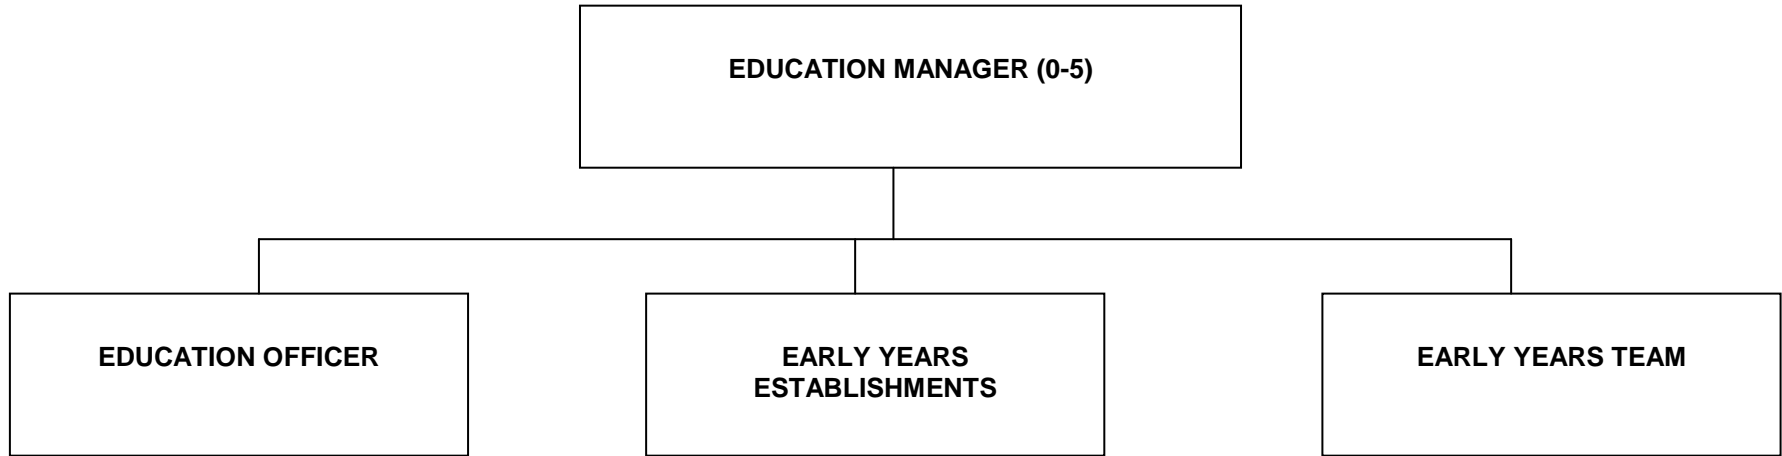 EDUCATION MANAGER (0-5)
EDUCATION OFFICER
EARLY YEARS
ESTABLISHMENTS
EARLY YEARS TEAM